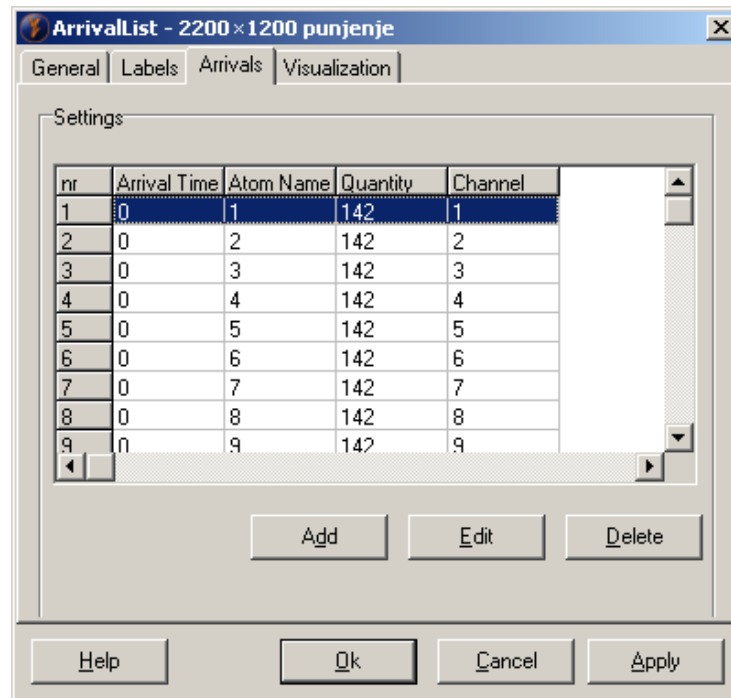 ArrivalList - 2200×1200 punjenje
General Labels Arrivals Visualization
Settings
nr Arrival Time Atom Name Quantity Channel
1 0 1 142 1
2 0 2 142 2
3 0 3 142 3
4 0 4 142 4
5 0 5 142 5
6 0 6 142 6
7 0 7 142 7
8 0 8 142 8
9 0 9 142 9
Add Edit Delete
Help Ok Cancel Apply